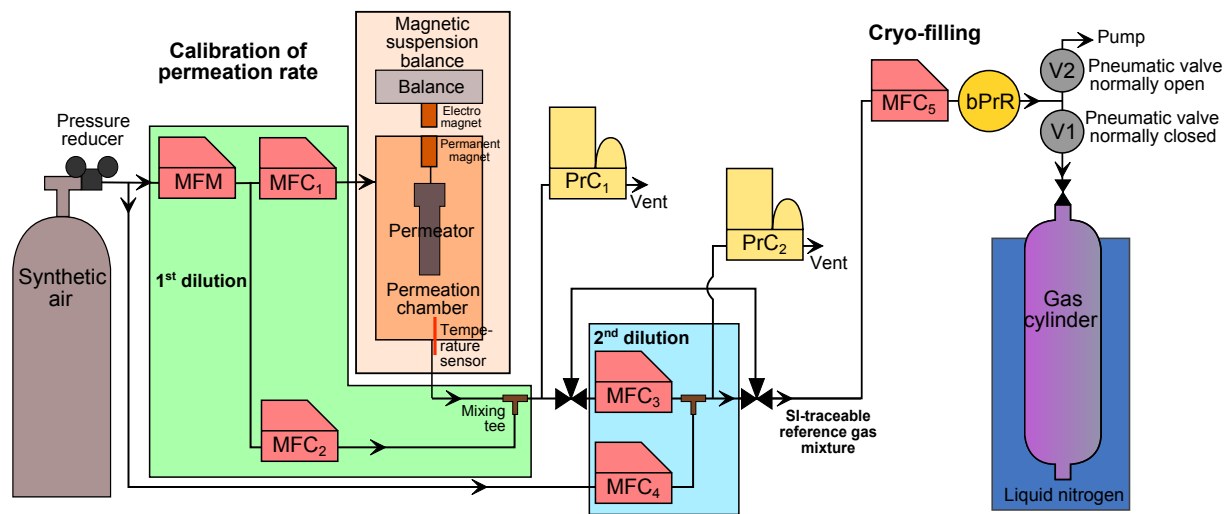 Calibration of
permeation rate
Magnetic
suspension
balance
Balance
Electro
magnet
Permanent
magnet
Permeator
Permeation
chamber
Tempe-
rature
sensor
Pressure
reducer
Synthetic
air
MFM
MFC1
1st dilution
MFC2
Mixing
tee
PrC1
Vent
PrC2
Vent
2nd dilution
MFC3
MFC4
SI-traceable
reference gas
mixture
Cryo-filling
MFC5
bPrR
Pump
V2
Pneumatic valve
normally open
V1
Pneumatic valve
normally closed
Gas
cylinder
Liquid nitrogen